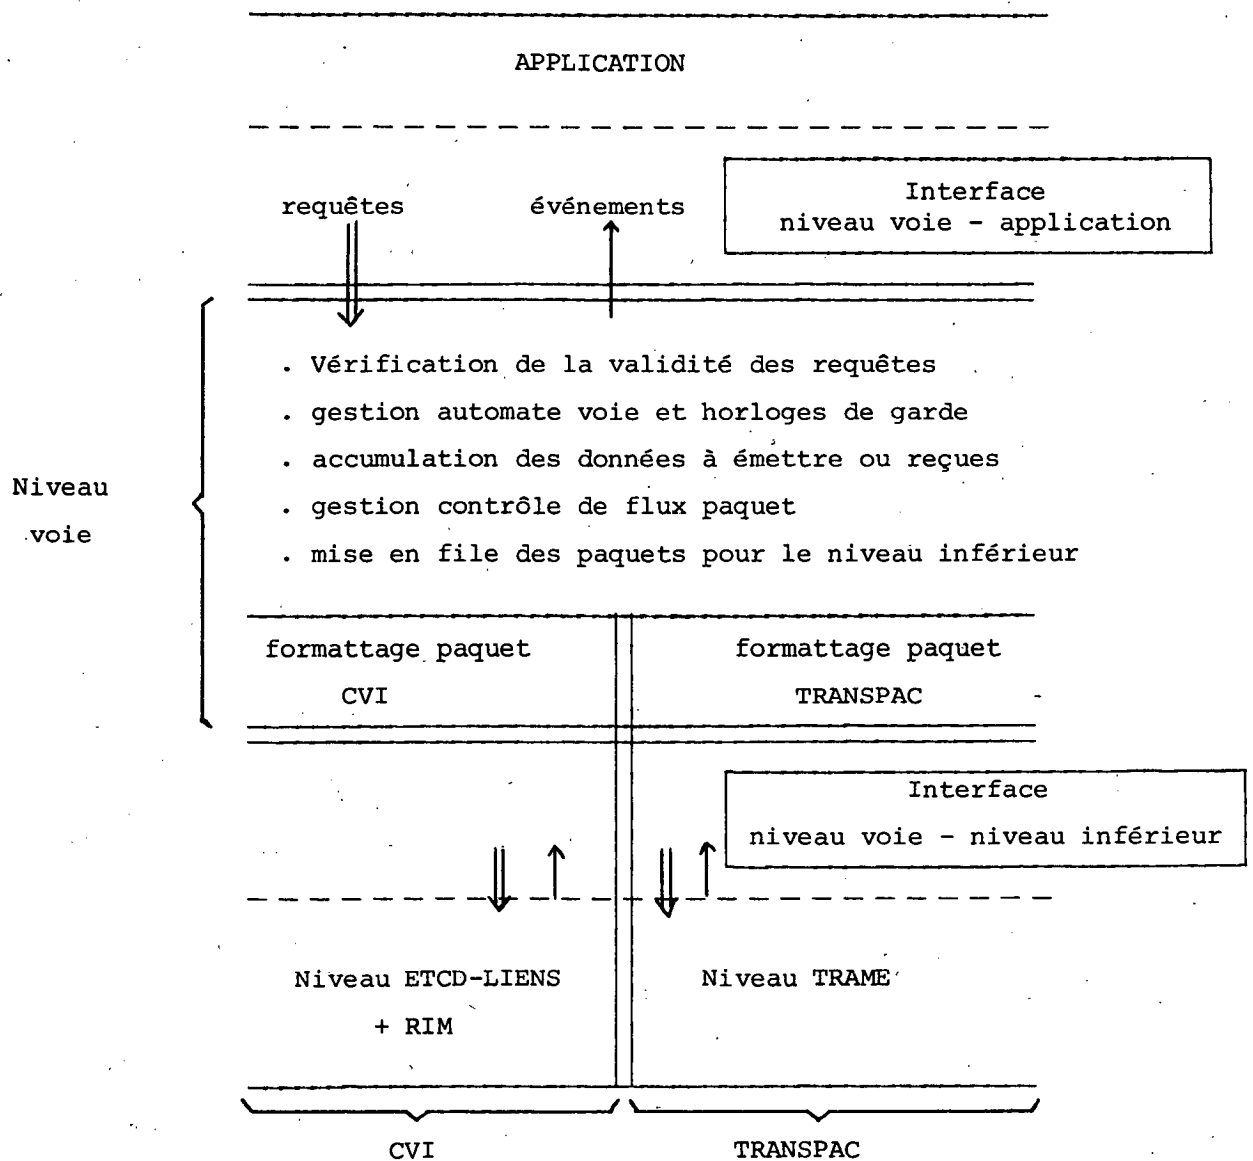 APPLICATION
requêtes
événements
Interface
niveau voie - application
. Vérification de la validité des requêtes
. gestion automate voie et horloges de garde
. accumulation des données à émettre ou reçues
. gestion contrôle de flux paquet
. mise en file des paquets pour le niveau inférieur
Niveau
voie
formattage paquet
CVI
formattage paquet
TRANSPAC
Interface
niveau voie - niveau inférieur
Niveau ETCD-LIENS
+ RIM
Niveau TRAME
CVI
TRANSPAC